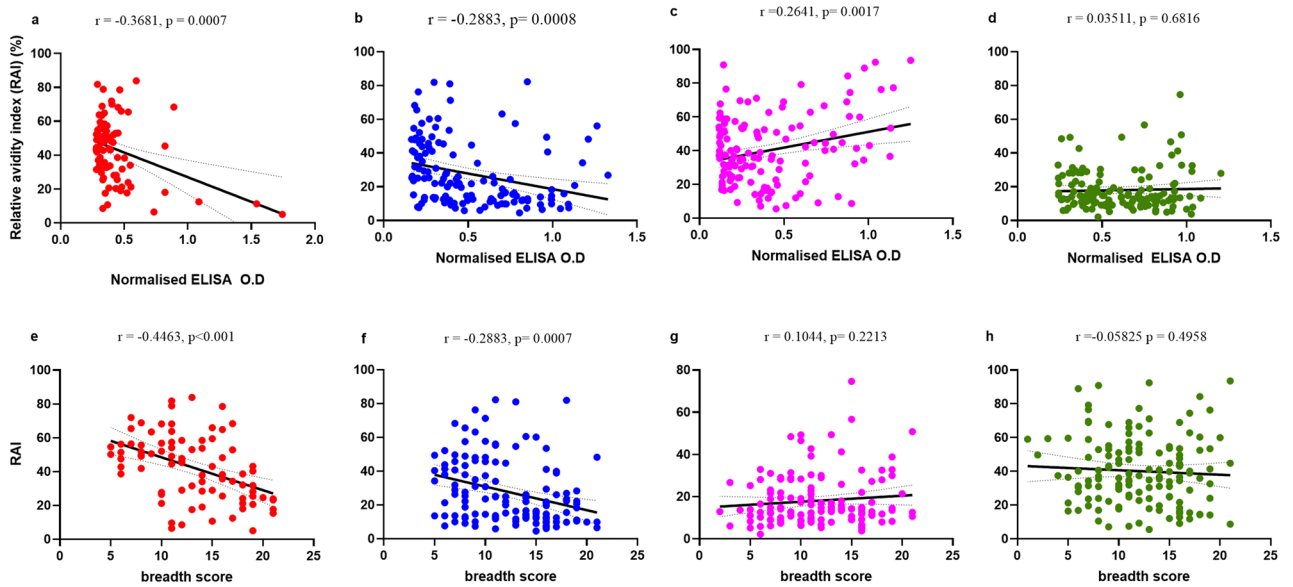 a
r = -0.3681, p = 0.0007
Relative avidity index (RAI) (%)
100
80
60
40
20
0
0.0 0.5 1.0 1.5 2.0
Normalised ELISA O.D
b
r = -0.2883, p= 0.0008
100
80
60
40
20
0
0.0 0.5 1.0 1.5
Normalised ELISA O.D
c
r =0.2641, p= 0.0017
100
80
60
40
20
0
0.0 0.5 1.0 1.5
Normalised ELISA O.D
d
r = 0.03511, p = 0.6816
100
80
60
40
20
0
0.0 0.5 1.0 1.5
Normalised ELISA O.D
e
r = -0.4463, p<0.001
RAI
100
80
60
40
20
0
0 5 10 15 20 25
breadth score
f
r = -0.2883, p= 0.0007
100
80
60
40
20
0
0 5 10 15 20 25
breadth score
g
r = 0.1044, p= 0.2213
80
60
40
20
0
0 5 10 15 20 25
breadth score
h
r =-0.05825 p = 0.4958
100
80
60
40
20
0
0 5 10 15 20 25
breadth score